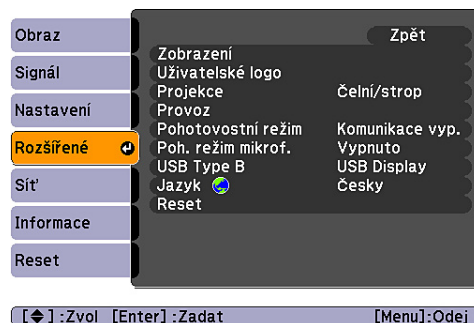 Obraz
Signál
Nastavení
Rozšířené
Síť
Informace
Reset
Zpět
Zobrazení
Uživatelské logo
Projekce Čelní/strop
Provoz
Pohotovostní režim Komunikace vyp.
Poh. režim mikrof. Vypnuto
USB Type B USB Display
Jazyk Česky
Reset
[◆] :Zvol [Enter] :Zadat [Menu]:Odej